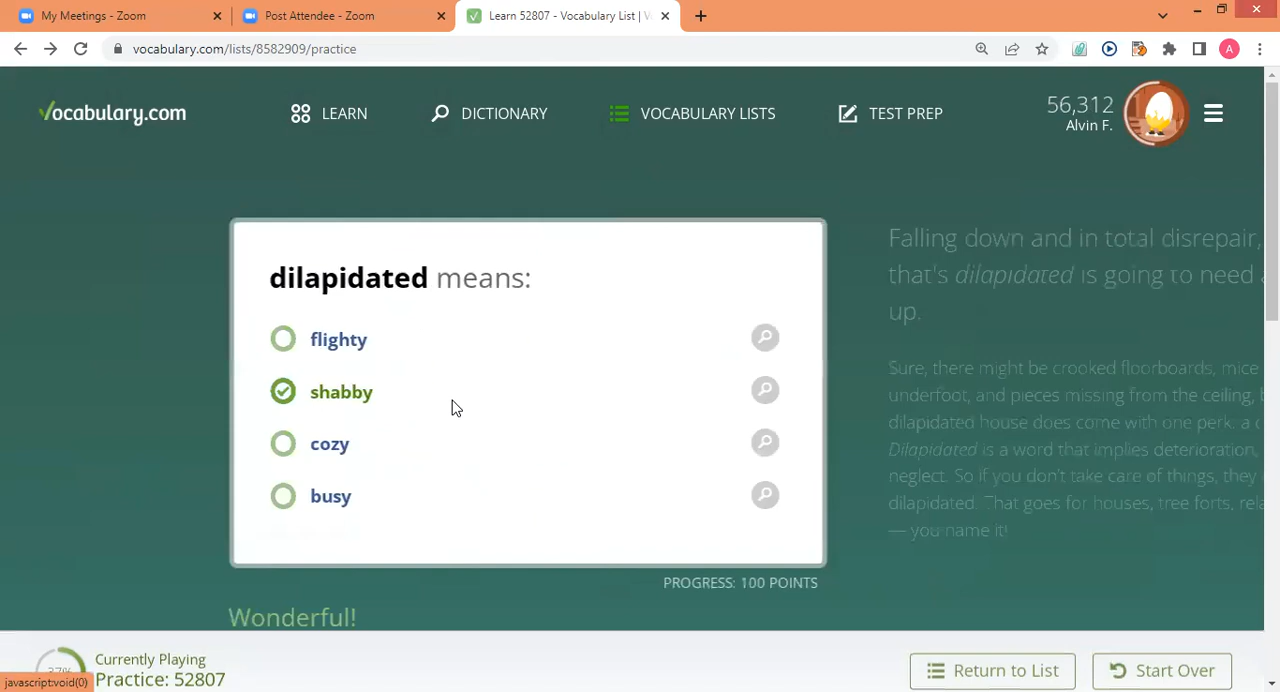 My Meetings - Zoom
Post Attendee - Zoom
Learn 52807 - Vocabulary List |
vocabulary.com/lists/8582909/practice
A
Vocabulary.com
LEARN
DICTIONARY
VOCABULARY LISTS
TEST PREP
56,312
Alvin F.
dilapidated means:
flighty
shabby
cozy
busy
PROGRESS: 100 POINTS
Wonderful!
Falling down and in total disrepair,
that's dilapidated is going to need
up.
Sure, there might be crooked floorboards, mice
underfoot, and pieces missing from the ceiling,
dilapidated house does come with one perk: a
Dilapidated is a word that implies deterioration,
neglect. So if you don't take care of things, they
dilapidated. That goes for houses, tree forts,
— you name it!
37%
Currently Playing
Practice: 52807
Return to List
Start Over
javascript:void(0)